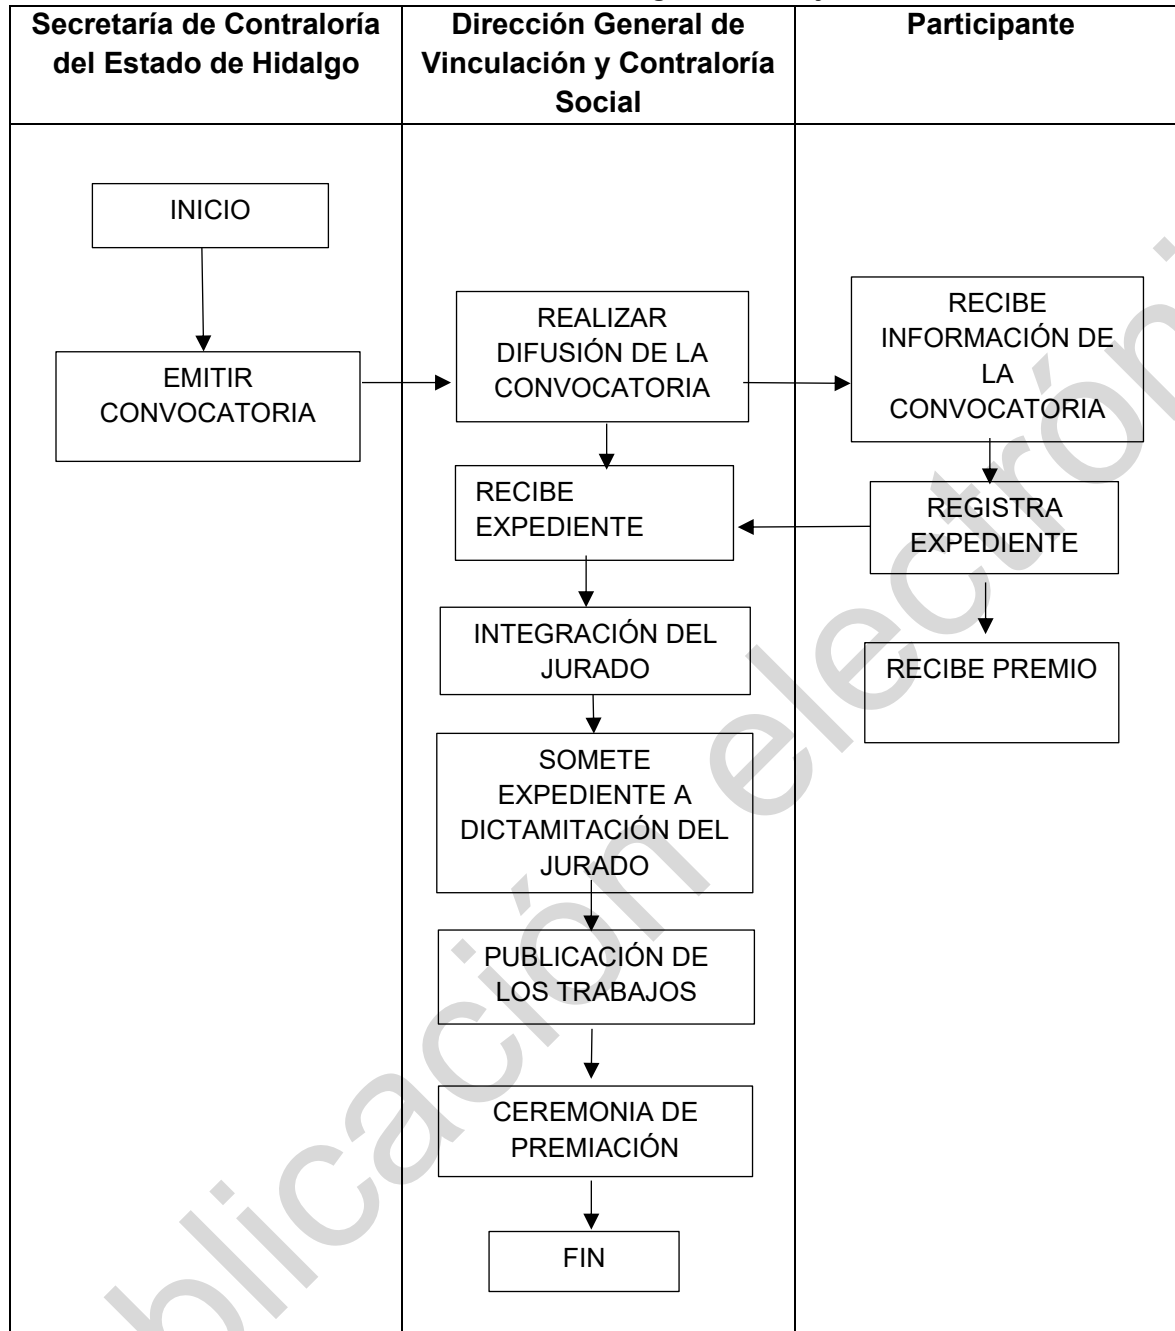 Secretaría de Contraloría
del Estado de Hidalgo
Dirección General de
Vinculación y Contraloría
Social
Participante
INICIO
EMITIR
CONVOCATORIA
REALIZAR
DIFUSIÓN DE LA
CONVOCATORIA
RECIBE
INFORMACIÓN DE
LA
CONVOCATORIA
RECIBE
EXPEDIENTE
REGISTRA
EXPEDIENTE
INTEGRACIÓN DEL
JURADO
RECIBE PREMIO
SOMETE
EXPEDIENTE A
DICTAMITACIÓN DEL
JURADO
PUBLICACIÓN DE
LOS TRABAJOS
CEREMONIA DE
PREMIACIÓN
FIN
blicación electrón